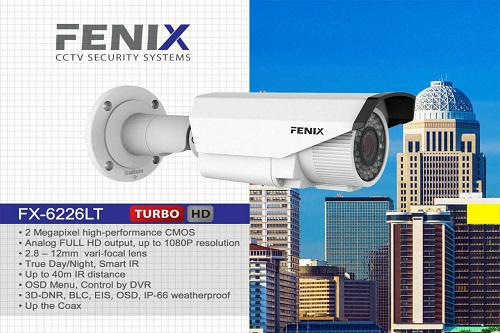 FENIX
CCTV SECURITY SYSTEMS
FENIX
FX-6226LT TURBO HD
• 2 Megapixel high-performance CMOS
• Analog FULL HD output, up to 1080P resolution
• 2.8 – 12mm vari-focal lens
• True Day/Night, Smart IR
• Up to 40m IR distance
• OSD Menu, Control by DVR
• 3D-DNR, BLC, EIS, OSD, IP-66 weatherproof
• Up the Coax